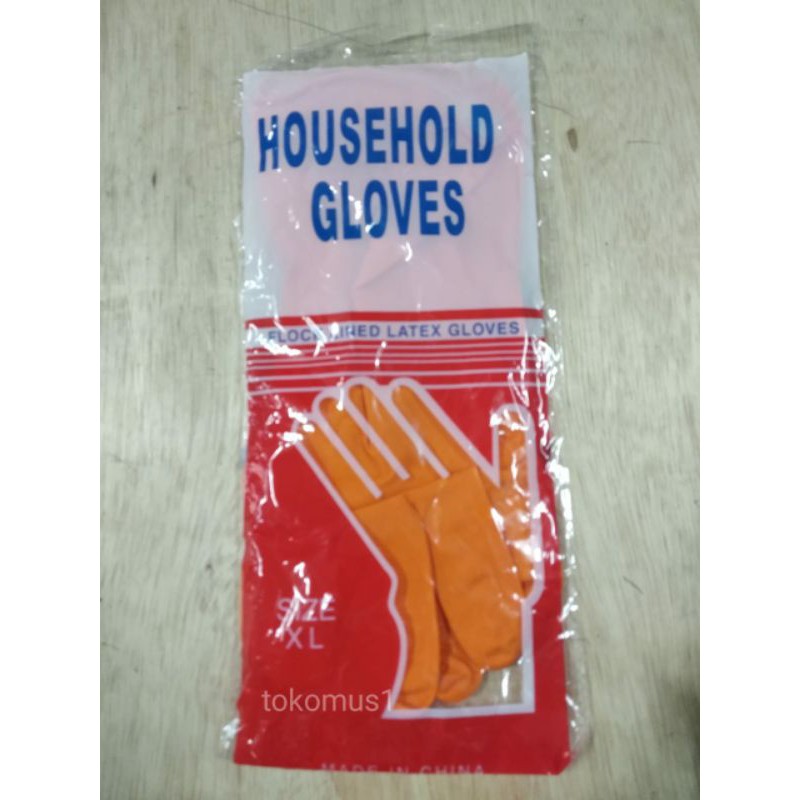 HOUSEHOLD
GLOVES
FLOCK LINED LATEX GLOVES
SIZE
XL
tokomus1
MADE IN CHINA